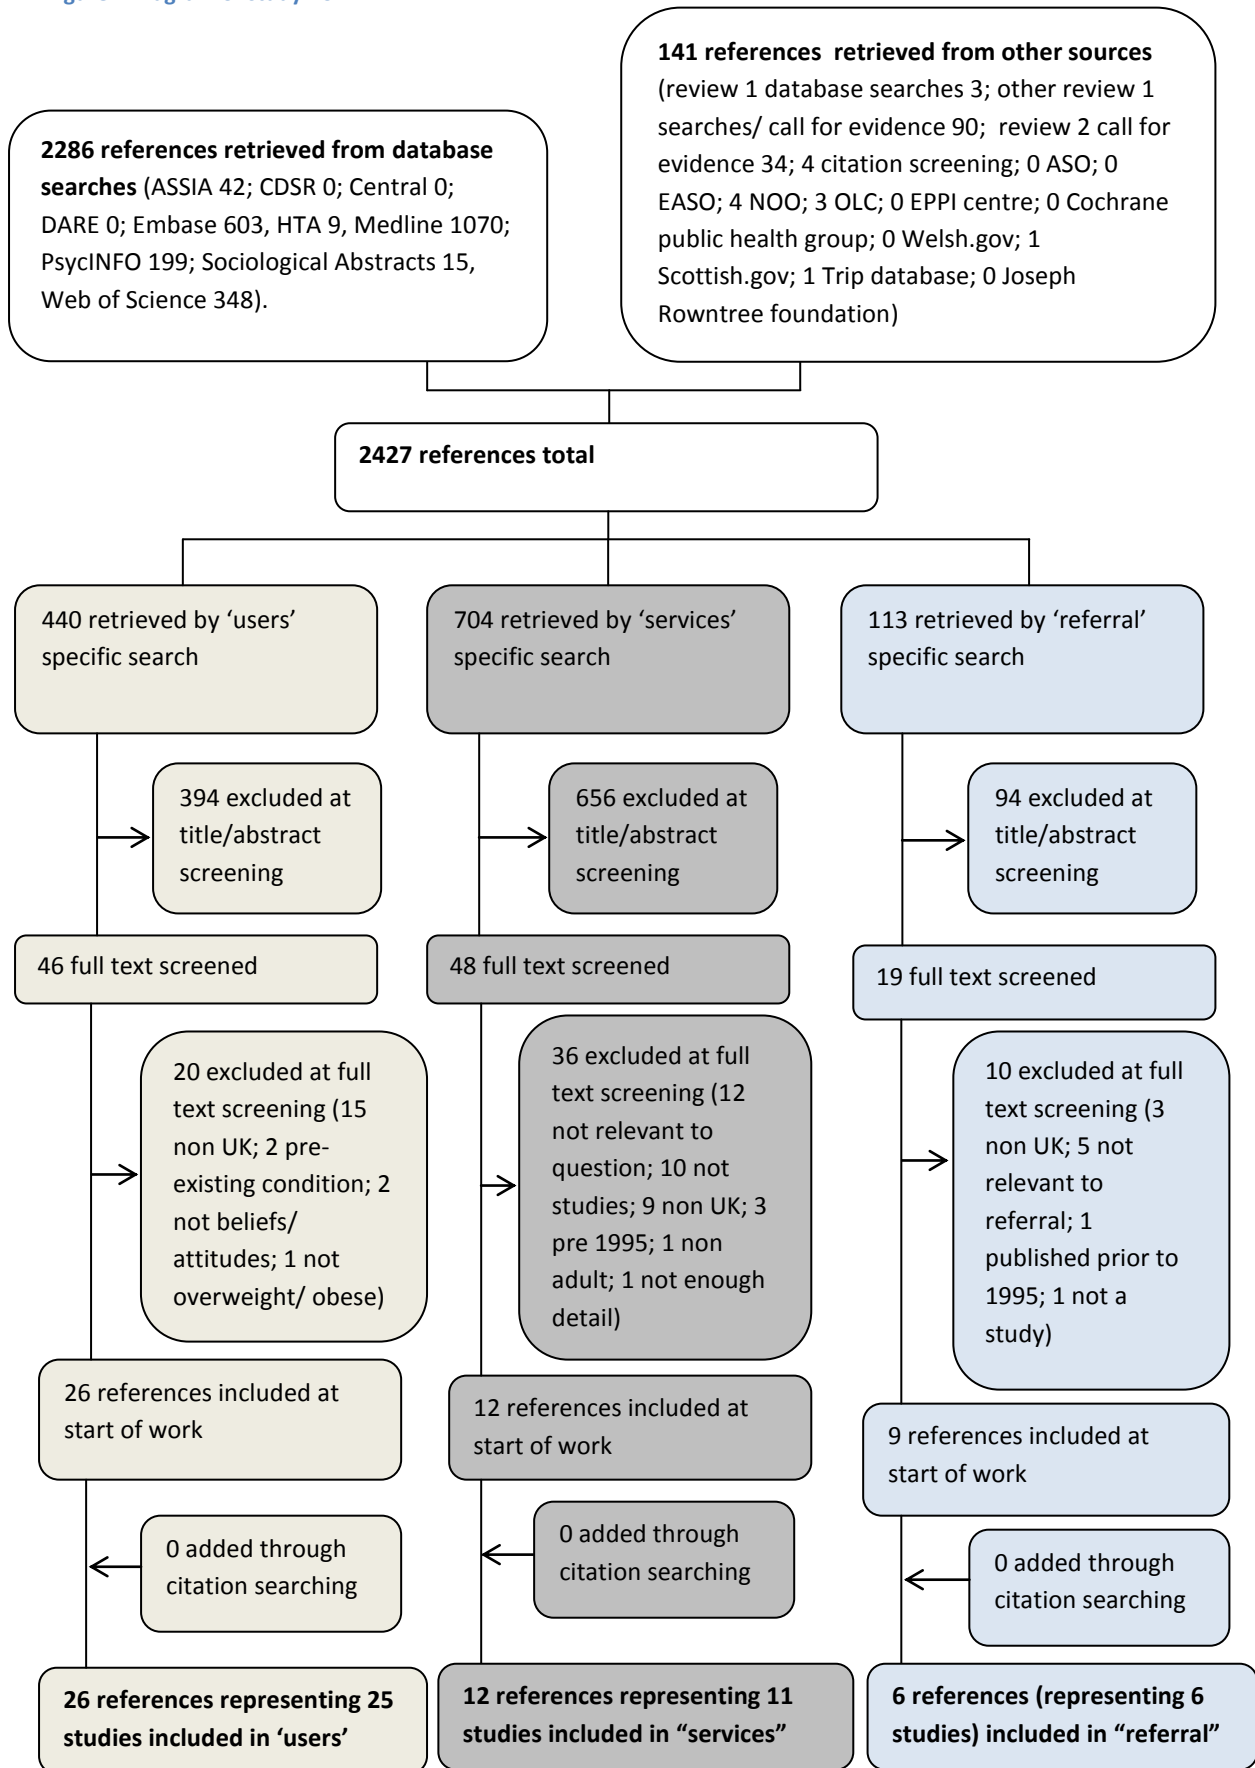 141 references  retrieved from other sources
(review 1 database searches 3; other review 1
searches/ call for evidence 90;  review 2 call for
evidence 34; 4 citation screening; 0 ASO; 0
EASO; 4 NOO; 3 OLC; 0 EPPI centre; 0 Cochrane
public health group; 0 Welsh.gov; 1
Scottish.gov; 1 Trip database; 0 Joseph
Rowntree foundation)
2286 references retrieved from database
searches (ASSIA 42; CDSR 0; Central 0;
DARE 0; Embase 603, HTA 9, Medline 1070;
PsycINFO 199; Sociological Abstracts 15,
Web of Science 348).
2427 references total
440 retrieved by ‘users’
specific search
704 retrieved by ‘services’
specific search
113 retrieved by ‘referral’
specific search
394 excluded at
title/abstract
screening
656 excluded at
title/abstract
screening
94 excluded at
title/abstract
screening
46 full text screened
48 full text screened
19 full text screened
20 excluded at full
text screening (15
non UK; 2 pre-
existing condition; 2
not beliefs/
attitudes; 1 not
overweight/ obese)
36 excluded at full
text screening (12
not relevant to
question; 10 not
studies; 9 non UK; 3
pre 1995; 1 non
adult; 1 not enough
detail)
10 excluded at full
text screening (3
non UK; 5 not
relevant to
referral; 1
published prior to
1995; 1 not a
study)
26 references included at
start of work
12 references included at
start of work
9 references included at
start of work
0 added through
citation searching
0 added through
citation searching
0 added through
citation searching
26 references representing 25
studies included in ‘users’
12 references representing 11
studies included in “services”
6 references (representing 6
studies) included in “referral”